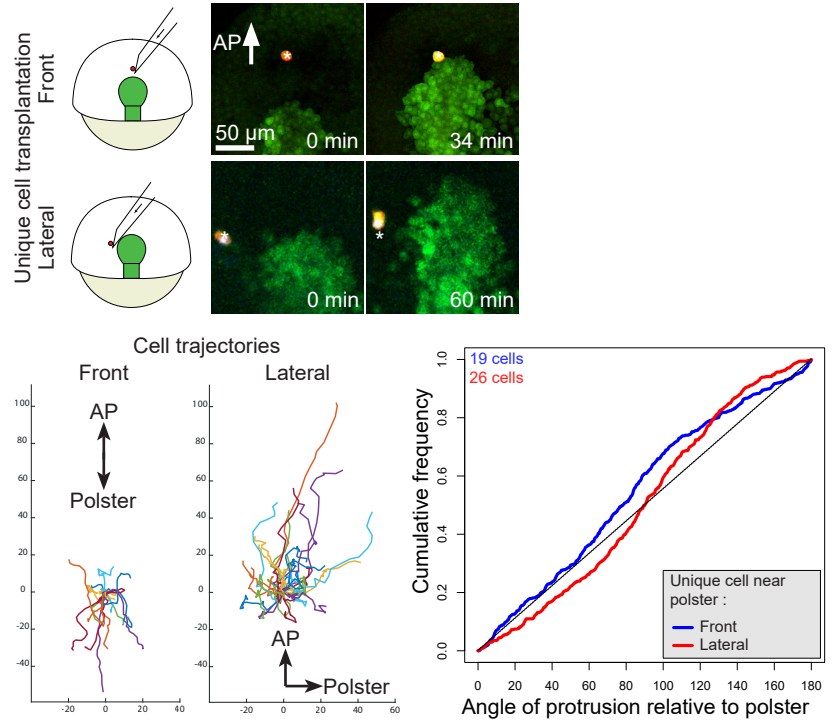 Unique cell transplantation
Front
Lateral
AP
50 µm
0 min
34 min
*
*
0 min
60 min
*
*
Cell trajectories
Front
Lateral
100
80
60
40
20
0
-20
-40
-20
0
20
40
AP
Polster
100
80
60
40
20
0
-20
-40
-20
0
20
40
60
AP
Polster
19 cells
26 cells
Cumulative frequency
1.0
0.8
0.6
0.4
0.2
0.0
0
20
40
60
80
100
120
140
160
180
Angle of protrusion relative to polster
Unique cell near
polster :
Front
Lateral